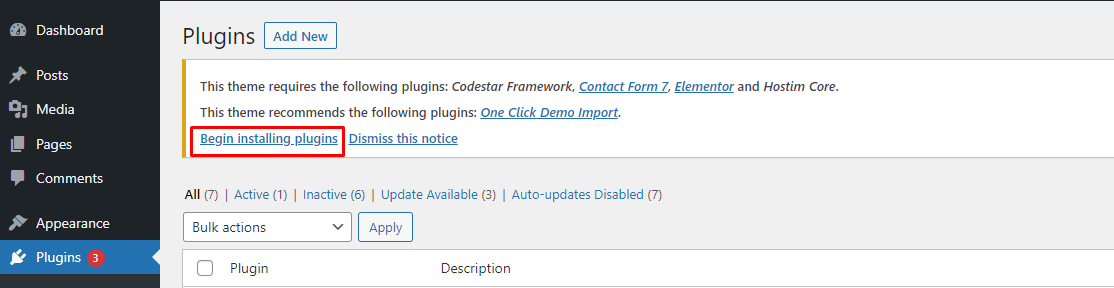 Dashboard
Posts
Media
Pages
Comments
Appearance
Plugins 3
Plugins Add New
This theme requires the following plugins: Codestar Framework, Contact Form 7, Elementor and Hostim Core.
This theme recommends the following plugins: One Click Demo Import.
Begin installing plugins Dismiss this notice
All (7) | Active (1) | Inactive (6) | Update Available (3) | Auto-updates Disabled (7)
Bulk actions Apply
Plugin Description